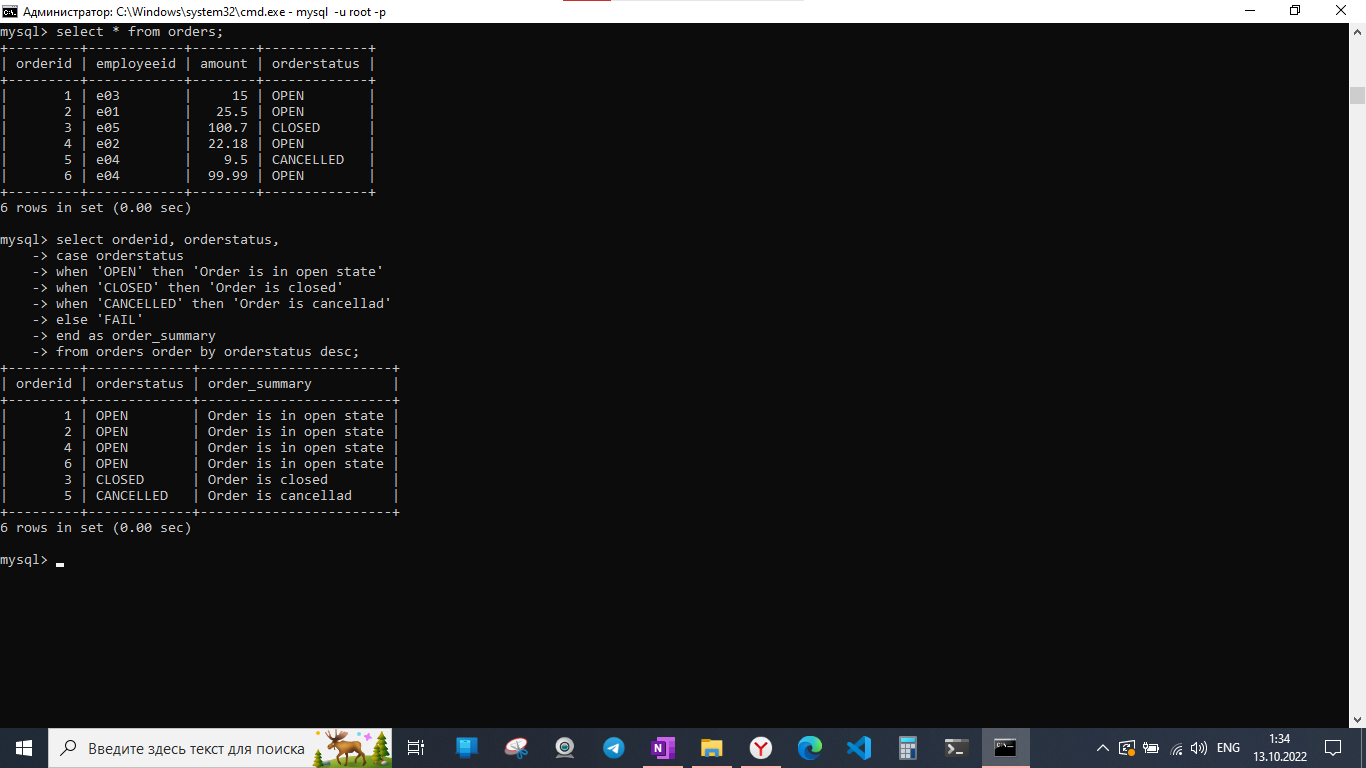 Администратор: C:\Windows\system32\cmd.exe - mysql -u root -p
mysql> select * from orders;
+---------+------------+--------+-------------+
| orderid | employeeid | amount | orderstatus |
+---------+------------+--------+-------------+
|       1 | e03        |     15 | OPEN        |
|       2 | e01        |   25.5 | OPEN        |
|       3 | e05        |  100.7 | CLOSED      |
|       4 | e02        |  22.18 | OPEN        |
|       5 | e04        |    9.5 | CANCELLED   |
|       6 | e04        |  99.99 | OPEN        |
+---------+------------+--------+-------------+
6 rows in set (0.00 sec)
mysql> select orderid, orderstatus,
    -> case orderstatus
    -> when 'OPEN' then 'Order is in open state'
    -> when 'CLOSED' then 'Order is closed'
    -> when 'CANCELLED' then 'Order is cancellad'
    -> else 'FAIL'
    -> end as order_summary
    -> from orders order by orderstatus desc;
+---------+-------------+------------------------+
| orderid | orderstatus | order_summary          |
+---------+-------------+------------------------+
|       1 | OPEN        | Order is in open state |
|       2 | OPEN        | Order is in open state |
|       4 | OPEN        | Order is in open state |
|       6 | OPEN        | Order is in open state |
|       3 | CLOSED      | Order is closed        |
|       5 | CANCELLED   | Order is cancellad     |
+---------+-------------+------------------------+
6 rows in set (0.00 sec)
mysql>
Введите здесь текст для поиска
ENG
1:34
13.10.2022